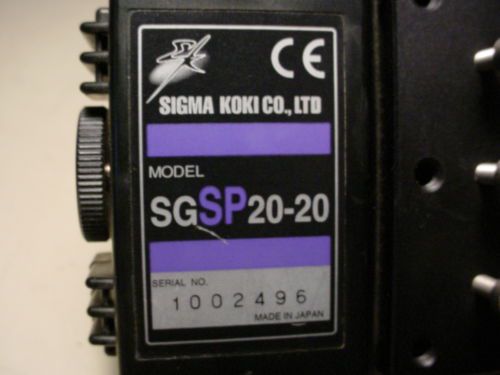 CE
SIGMA KOKI CO., LTD
MODEL
SGSP20-20
SERIAL NO.
1002496
MADE IN JAPAN